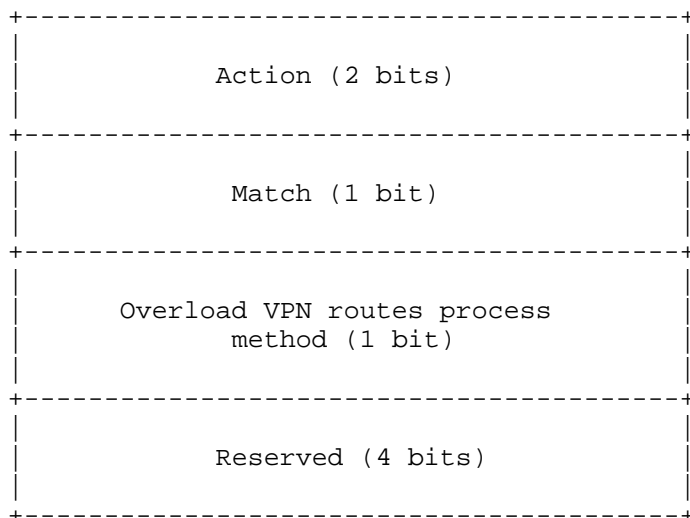 Action (2 bits)
Match (1 bit)
Overload VPN routes process
method (1 bit)
Reserved (4 bits)